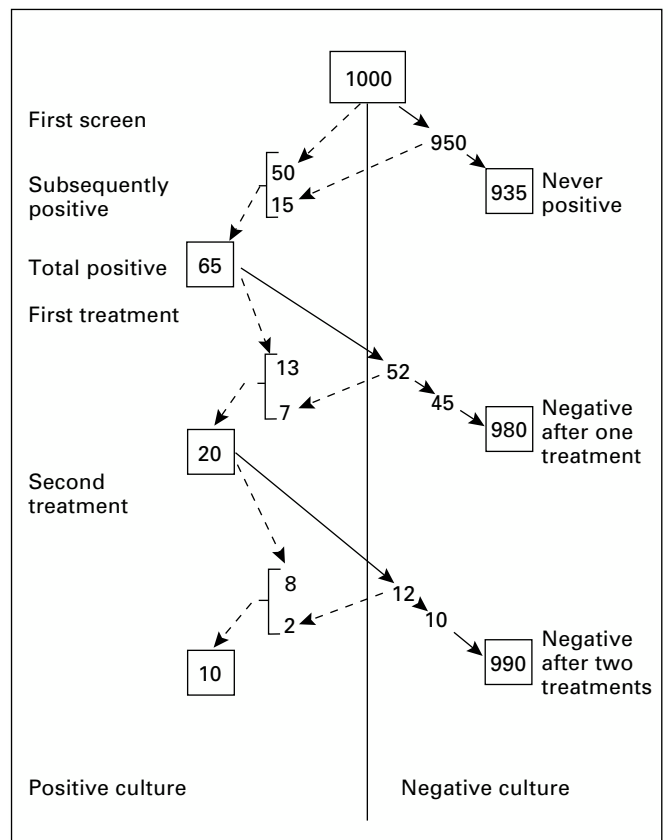 1000
First screen
950
50
Subsequently
positive
15
935
Never
positive
Total positive
65
First treatment
13
52
7
45
980
Negative
after one
treatment
20
Second
treatment
8
12
2
10
10
990
Negative
after two
treatments
Positive culture
Negative culture